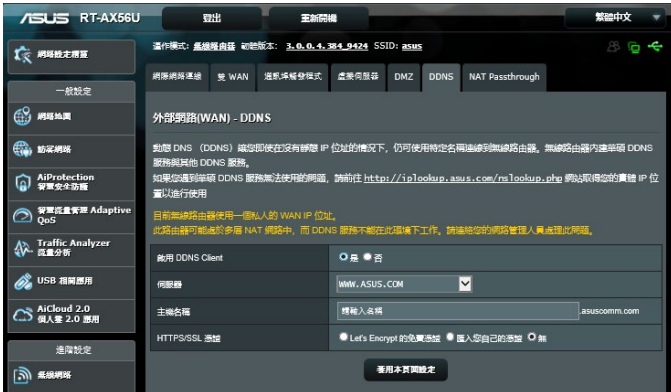 ASUS RT-AX56U 登出 重新開機 繁體中文
操作模式: 無線路由器 韌體版本: 3.0.0.4.384_9424 SSID: asus
網路設定精靈
一般設定
網路地圖
訪客網路
AiProtection
智慧安全防護
智慧流量管理 Adaptive
QoS
Traffic Analyzer
流量分析
USB 相關應用
AiCloud 2.0
個人雲 2.0 應用
進階設定
無線網路
網際網路連線 雙 WAN 通訊埠觸發程式 虛擬伺服器 DMZ DDNS NAT Passthrough
外部網路(WAN) - DDNS
動態 DNS （DDNS）讓您即使在沒有靜態 IP 位址的情況下，仍可使用特定名稱連線到無線路由器。無線路由器內建華碩 DDNS
服務與其他 DDNS 服務。
如果您遇到華碩 DDNS 服務無法使用的問題，請前往 http://iplookup.asus.com/nslookup.php 網站取得您的實體 IP 位
置以進行使用
目前無線路由器使用一個私人的 WAN IP 位址。
此路由器可能處於多層 NAT 網路中，而 DDNS 服務不能在此環境下工作。請連絡您的網路管理人員處理此問題。
啟用 DDNS Client 是 否
伺服器 WWW.ASUS.COM
主機名稱 請輸入名稱 .asuscomm.com
HTTPS/SSL 憑證 Let's Encrypt 的免費憑證 匯入您自己的憑證 無
套用本頁面設定